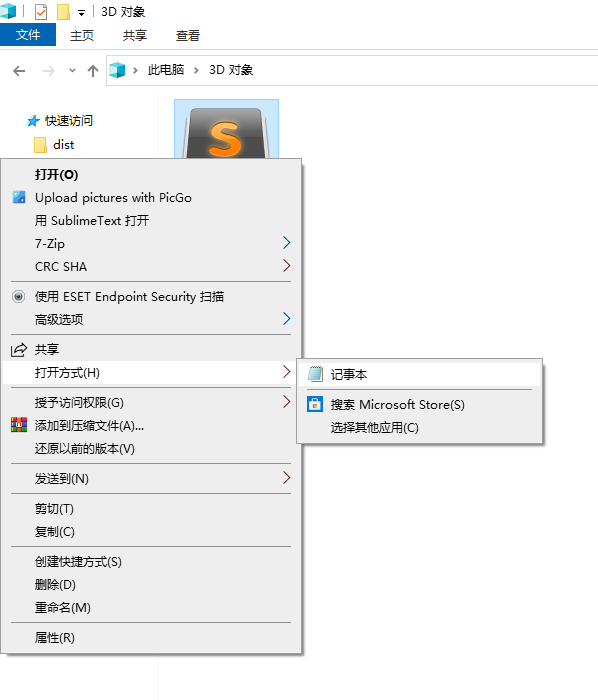 3D 对象
文件 主页 共享 查看
此电脑 3D 对象
快速访问
dist
打开(O)
Upload pictures with PicGo
用 SublimeText 打开
7-Zip
CRC SHA
使用 ESET Endpoint Security 扫描
高级选项
共享
打开方式(H)
记事本
搜索 Microsoft Store(S)
选择其他应用(C)
授予访问权限(G)
添加到压缩文件(A)...
还原以前的版本(V)
发送到(N)
剪切(T)
复制(C)
创建快捷方式(S)
删除(D)
重命名(M)
属性(R)